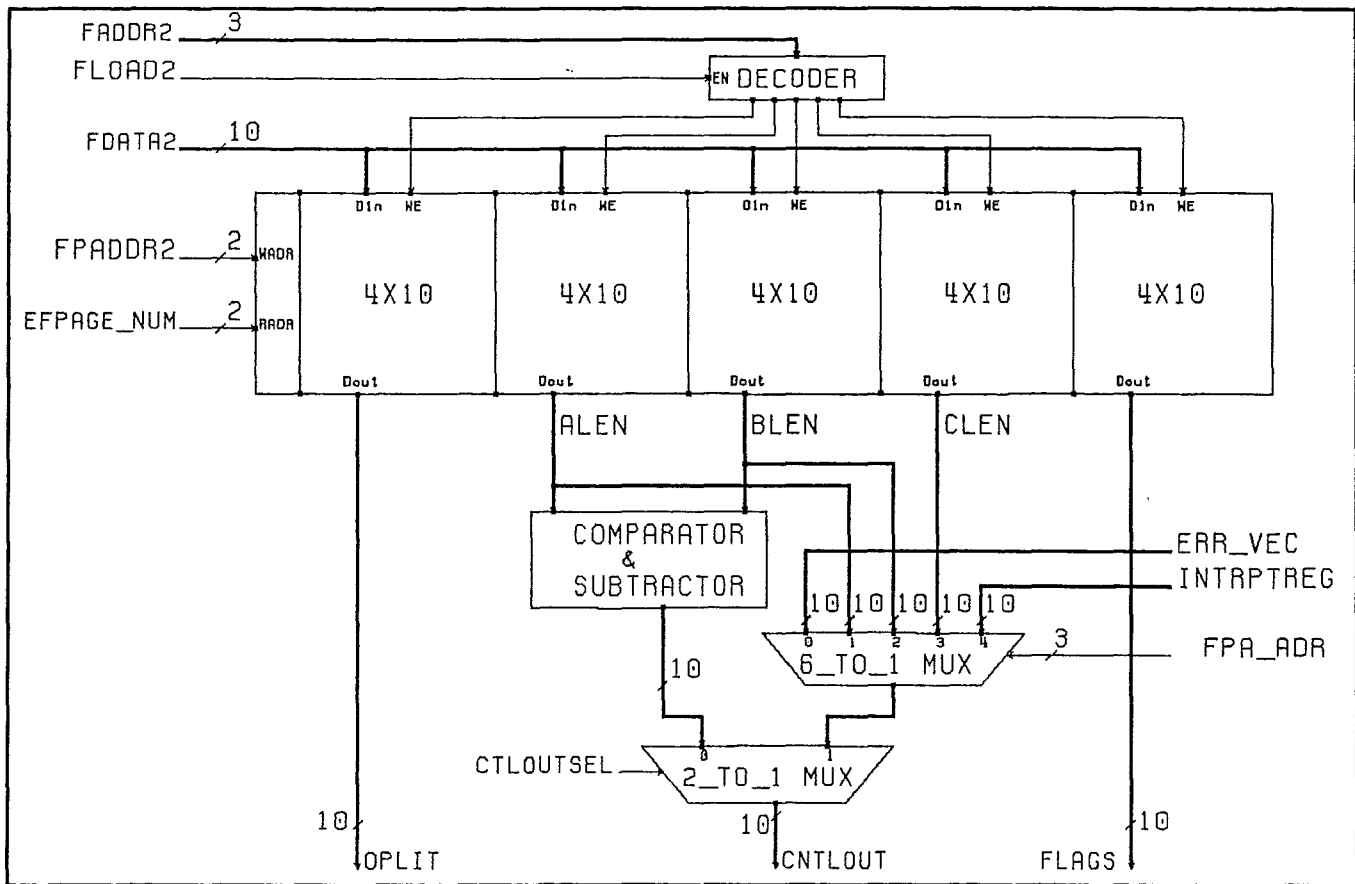 FADDR2
3
FLOAD2
EN DECODER
FDATA2
10
Din WE Din WE Din WE Din WE Din WE
FPADDR2
2
WADR
4X10 4X10 4X10 4X10 4X10
EFPAGE_NUM
2
RADR
Dout Dout Dout Dout Dout
ALEN BLEN CLEN
COMPARATOR
&
SUBTRACTOR
ERR_VEC
INTRPTREG
10 10 10 10 10
0 1 2 3 4
6_TO_1 MUX
3
FPA_ADR
10
0 1
CTLOUTSEL
2_TO_1 MUX
10 10 10
OPLIT CNTLOUT FLAGS